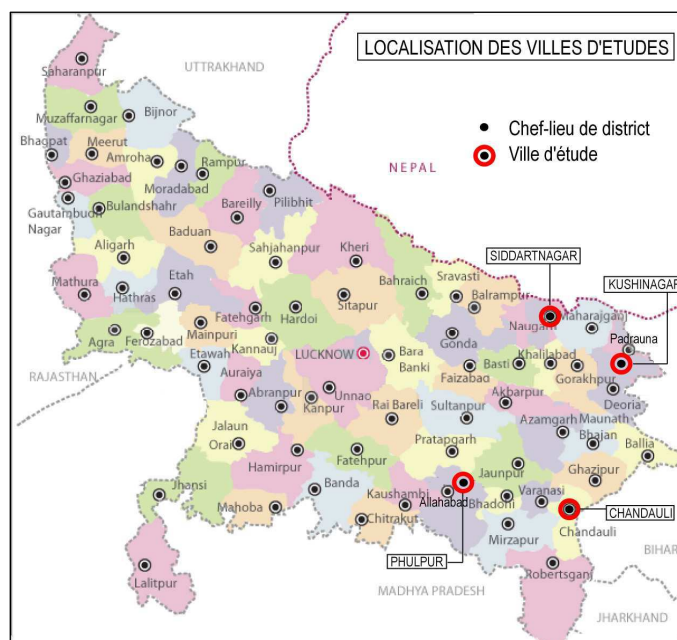 LOCALISATION DES VILLES D'ETUDES
Chef-lieu de district
Ville d'étude
UTTRAKHAND
NEPAL
RAJASTHAN
MADHYA PRADESH
BIHAR
JHARKHAND
SIDDARTNAGAR
KUSHINAGAR
CHANDAULI
PHULPUR
Saharanpur
Muzaffarnagar
Bijnor
Bhagpat
Meerut
Amroha
Rampur
Moradabad
Ghaziabad
Gautambudh
Nagar
Bulandshahr
Bareilly
Pilibhit
Baduan
Aligarh
Sahjahanpur
Kheri
Mathura
Hathras
Etah
Bahraich
Sravasti
Balrampur
Naugarh
Maharajganj
Padrauna
Agra
Ferozabad
Mainpuri
Fatehgarh
Hardoi
Sitapur
Gonda
Etawah
Kannauj
LUCKNOW
Bara
Banki
Faizabad
Basti
Khalilabad
Gorakhpur
Deoria
Auraiya
Abranpur
Kanpur
Unnao
Rai Bareli
Sultanpur
Akbarpur
Azamgarh
Maunath
Bhajan
Ballia
Jalaun
Orai
Hamirpur
Fatehpur
Pratapgarh
Jaunpur
Ghazipur
Jhansi
Mahoba
Banda
Kaushambi
Chitrakut
Allahabad
Bhadohi
Varanasi
Chandauli
Mirzapur
Robertsganj
Lalitpur